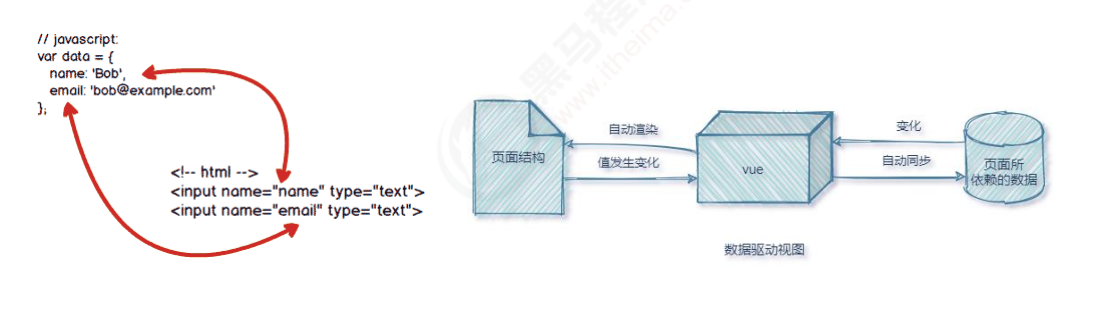 // javascript:
var data = {
name: 'Bob',
email: 'bob@example.com'
};
<!-- html -->
<input name="name" type="text">
<input name="email" type="text">
页面结构
自动渲染
值发生变化
vue
变化
自动同步
页面所
依赖的数据
数据驱动视图
黑马程
www.itheima.c